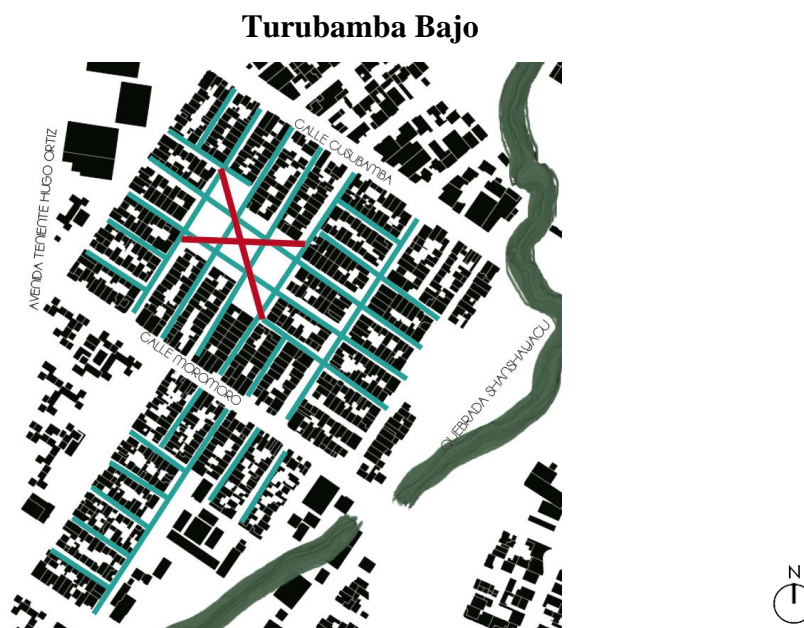 Turubamba Bajo
CALLE CUSUBAMBA
AVENIDA TENIENTE HUGO ORTIZ
CALLE MOROMORO
QUEBRADA SHANSHAYACU
N